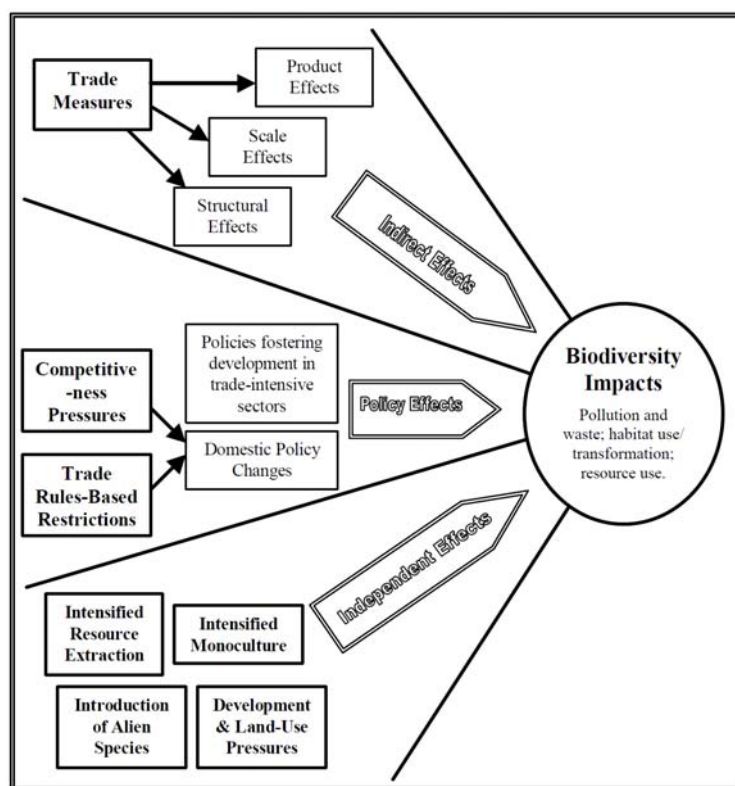 Trade
Measures
Product
Effects
Scale
Effects
Structural
Effects
Indirect Effects
Competitive
-ness
Pressures
Policies fostering
development in
trade-intensive
sectors
Domestic Policy
Changes
Trade
Rules-Based
Restrictions
Policy Effects
Biodiversity
Impacts
Pollution and
waste; habitat use/
transformation;
resource use.
Independent Effects
Intensified
Resource
Extraction
Intensified
Monoculture
Introduction
of Alien
Species
Development
& Land-Use
Pressures